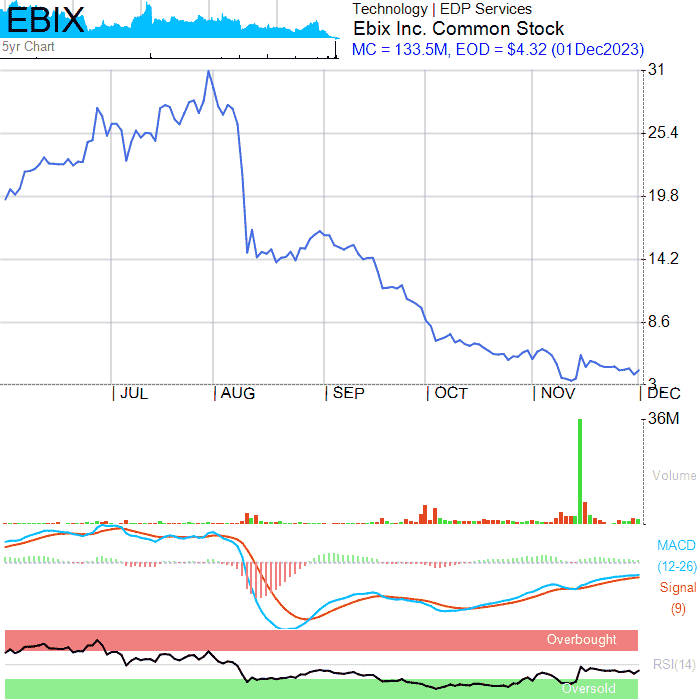 EBIX
Technology | EDP Services
Ebix Inc. Common Stock
5yr Chart
MC = 133.5M, EOD = $4.32 (01Dec2023)
31
25.4
19.8
14.2
8.6
3
JUL
AUG
SEP
OCT
NOV
DEC
36M
Volume
MACD
(12-26)
Signal
(9)
Overbought
RSI(14)
Oversold